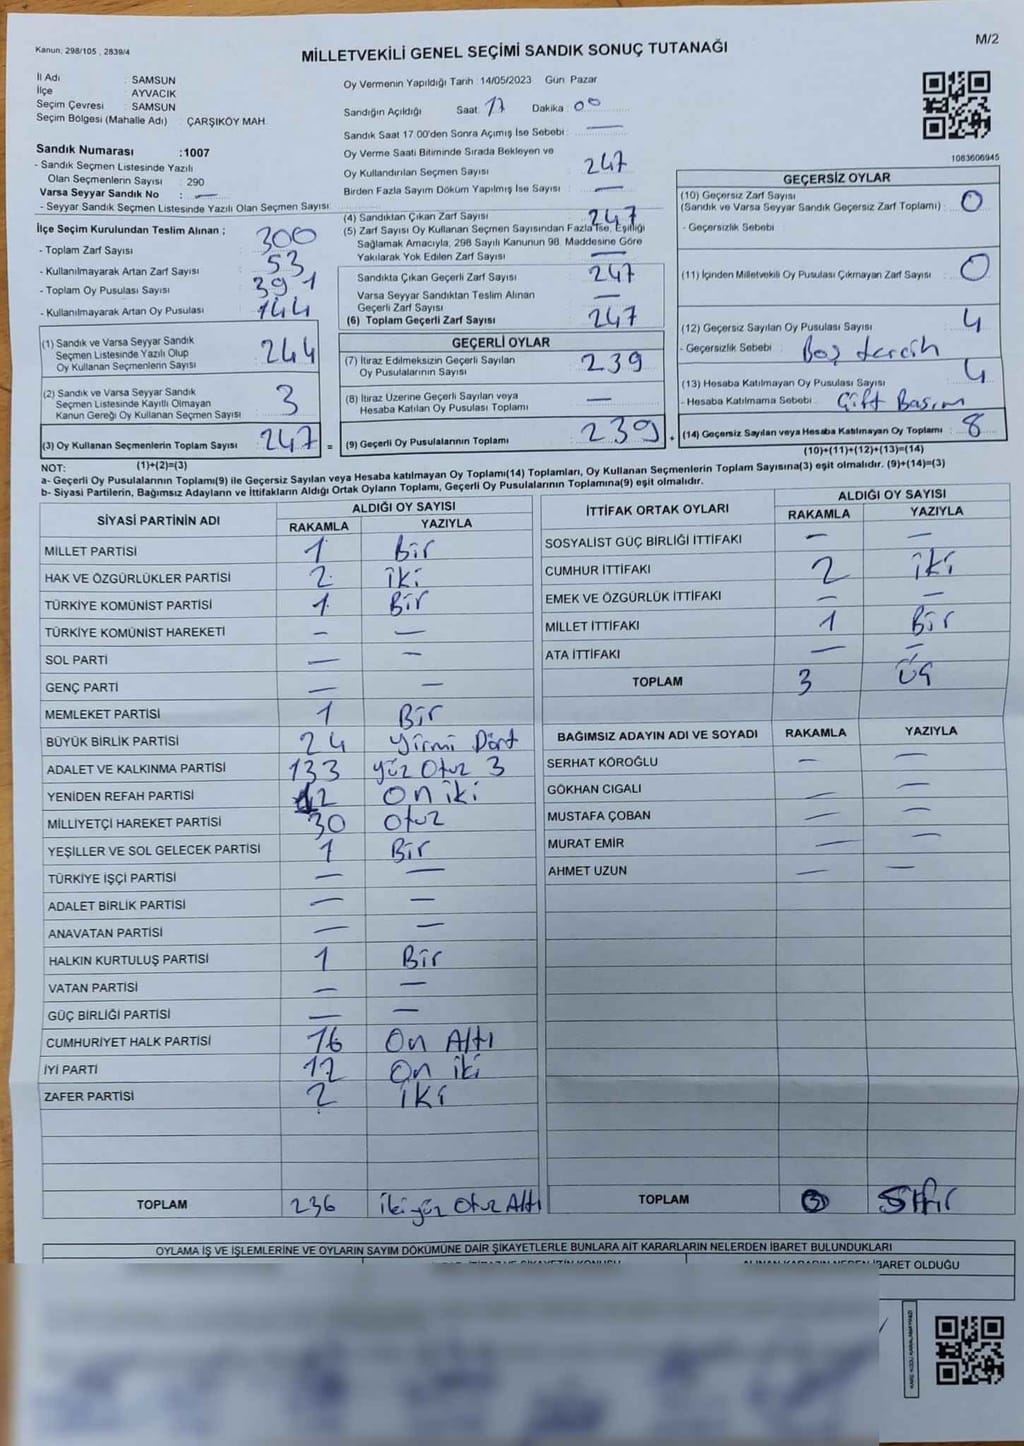 Kanun; 298/105 , 2839/4
MİLLETVEKİLİ GENEL SEÇİMİ SANDIK SONUÇ TUTANAĞI
M/2
İl Adı : SAMSUN
İlçe : AYVACIK
Seçim Çevresi : SAMSUN
Seçim Bölgesi (Mahalle Adı) : ÇARŞIKÖY MAH.
Sandık Numarası : 1007
- Sandık Seçmen Listesinde Yazılı
Olan Seçmenlerin Sayısı : 290
Varsa Seyyar Sandık No : —
- Seyyar Sandık Seçmen Listesinde Yazılı Olan Seçmen Sayısı:
Oy Vermenin Yapıldığı Tarih : 14/05/2023 Gün: Pazar
Sandığın Açıldığı Saat: 17 Dakika : 00
Sandık Saat 17.00'den Sonra Açımış İse Sebebi : —
Oy Verme Saati Bitiminde Sırada Bekleyen ve
Oy Kullandırılan Seçmen Sayısı : 247
Birden Fazla Sayım Döküm Yapılmış İse Sayısı : —
1083606945
İlçe Seçim Kurulundan Teslim Alınan ;
- Toplam Zarf Sayısı : 300
- Kullanılmayarak Artan Zarf Sayısı : 53
- Toplam Oy Pusulası Sayısı : 391
- Kullanılmayarak Artan Oy Pusulası : 144
(1) Sandık ve Varsa Seyyar Sandık
Seçmen Listesinde Yazılı Olup
Oy Kullanan Seçmenlerin Sayısı : 244
(2) Sandık ve Varsa Seyyar Sandık
Seçmen Listesinde Kayıtlı Olmayan
Kanun Gereği Oy Kullanan Seçmen Sayısı : 3
(3) Oy Kullanan Seçmenlerin Toplam Sayısı : 247 =
(1)+(2)=(3)
(4) Sandıktan Çıkan Zarf Sayısı : 247
(5) Zarf Sayısı Oy Kullanan Seçmen Sayısından Fazla İse, Eşitliği
Sağlamak Amacıyla, 298 Sayılı Kanunun 98. Maddesine Göre
Yakılarak Yok Edilen Zarf Sayısı : —
Sandıkta Çıkan Geçerli Zarf Sayısı : 247
Varsa Seyyar Sandıktan Teslim Alınan
Geçerli Zarf Sayısı : —
(6) Toplam Geçerli Zarf Sayısı : 247
GEÇERLİ OYLAR
(7) İtiraz Edilmeksizin Geçerli Sayılan
Oy Pusulalarının Sayısı : 239
(8) İtiraz Üzerine Geçerli Sayılan veya
Hesaba Katılan Oy Pusulası Toplamı : —
(9) Geçerli Oy Pusulalarının Toplamı : 239 +
GEÇERSİZ OYLAR
(10) Geçersiz Zarf Sayısı
(Sandık ve Varsa Seyyar Sandık Geçersiz Zarf Toplamı) : 0
- Geçersizlik Sebebi :
(11) İçinden Milletvekili Oy Pusulası Çıkmayan Zarf Sayısı : 0
(12) Geçersiz Sayılan Oy Pusulası Sayısı : 4
- Geçersizlik Sebebi : Boş tercih
(13) Hesaba Katılmayan Oy Pusulası Sayısı : 4
- Hesaba Katılmama Sebebi : Çift Basım
(14) Geçersiz Sayılan veya Hesaba Katılmayan Oy Toplamı : 8
(10)+(11)+(12)+(13)=(14)
NOT:
a- Geçerli Oy Pusulalarının Toplamı(9) ile Geçersiz Sayılan veya Hesaba katılmayan Oy Toplamı(14) Toplamları, Oy Kullanan Seçmenlerin Toplam Sayısına(3) eşit olmalıdır. (9)+(14)=(3)
b- Siyasi Partilerin, Bağımsız Adayların ve İttifakların Aldığı Ortak Oyların Toplamı, Geçerli Oy Pusulalarının Toplamına(9) eşit olmalıdır.
SİYASİ PARTİNİN ADI ALDIĞI OY SAYISI
RAKAMLA YAZIYLA
MİLLET PARTİSİ 1 Bir
HAK VE ÖZGÜRLÜKLER PARTİSİ 2 iki
TÜRKİYE KOMÜNİST PARTİSİ 1 Bir
TÜRKİYE KOMÜNİST HAREKETİ — —
SOL PARTİ — —
GENÇ PARTİ — —
MEMLEKET PARTİSİ 1 Bir
BÜYÜK BİRLİK PARTİSİ 24 Yirmi Dört
ADALET VE KALKINMA PARTİSİ 133 Yüz Otuz 3
YENİDEN REFAH PARTİSİ 12 On iki
MİLLİYETÇİ HAREKET PARTİSİ 30 Otuz
YEŞİLLER VE SOL GELECEK PARTİSİ 1 Bir
TÜRKİYE İŞÇİ PARTİSİ — —
ADALET BİRLİK PARTİSİ — —
ANAVATAN PARTİSİ — —
HALKIN KURTULUŞ PARTİSİ 1 Bir
VATAN PARTİSİ — —
GÜÇ BİRLİĞİ PARTİSİ — —
CUMHURİYET HALK PARTİSİ 16 On Altı
İYİ PARTİ 12 On iki
ZAFER PARTİSİ 2 iki
TOPLAM 236 ikiyüz Otuz Altı
İTTİFAK ORTAK OYLARI ALDIĞI OY SAYISI
RAKAMLA YAZIYLA
SOSYALİST GÜÇ BİRLİĞİ İTTİFAKI — —
CUMHUR İTTİFAKI 2 iki
EMEK VE ÖZGÜRLÜK İTTİFAKI — —
MİLLET İTTİFAKI 1 Bir
ATA İTTİFAKI — —
TOPLAM 3 Üç
BAĞIMSIZ ADAYIN ADI VE SOYADI RAKAMLA YAZIYLA
SERHAT KÖROĞLU — —
GÖKHAN CIGALI — —
MUSTAFA ÇOBAN — —
MURAT EMİR — —
AHMET UZUN — —
TOPLAM Sıfır
OYLAMA İŞ VE İŞLEMLERİNE VE OYLARIN SAYIM DÖKÜMÜNE DAİR ŞİKAYETLERLE BUNLARA AİT KARARLARIN NELERDEN İBARET BULUNDUKLARI
İBARET OLDUĞU